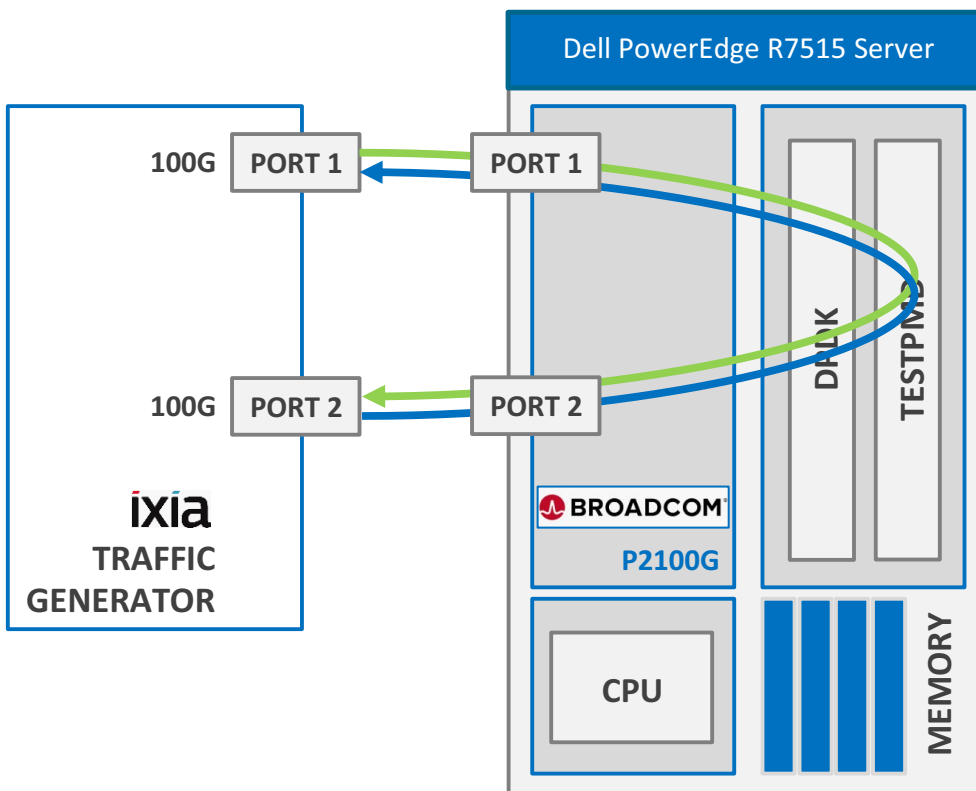 Dell PowerEdge R7515 Server
100G
PORT 1
PORT 1
100G
PORT 2
PORT 2
DPDK
TESTPMD
ixia
TRAFFIC
GENERATOR
BROADCOM
P2100G
CPU
MEMORY